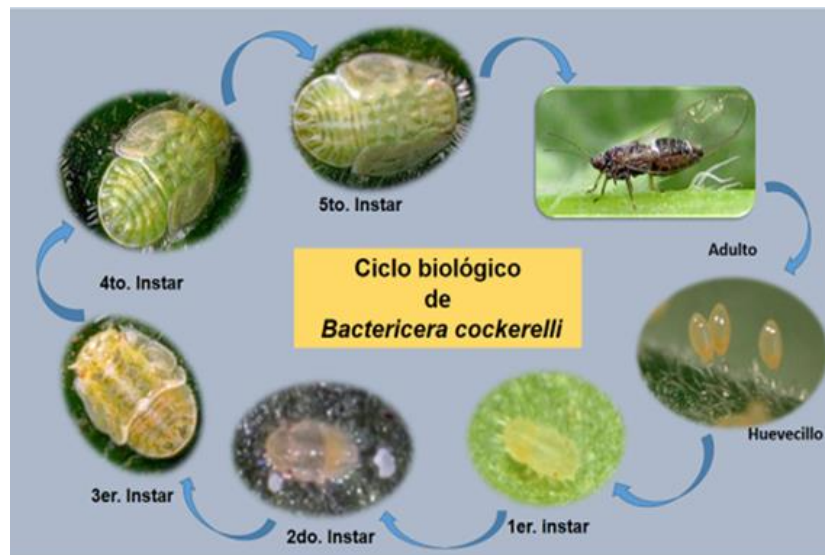 Ciclo biológico
de
Bactericera cockerelli
Adulto
Huevecillo
1er. instar
2do. Instar
3er. Instar
4to. Instar
5to. Instar